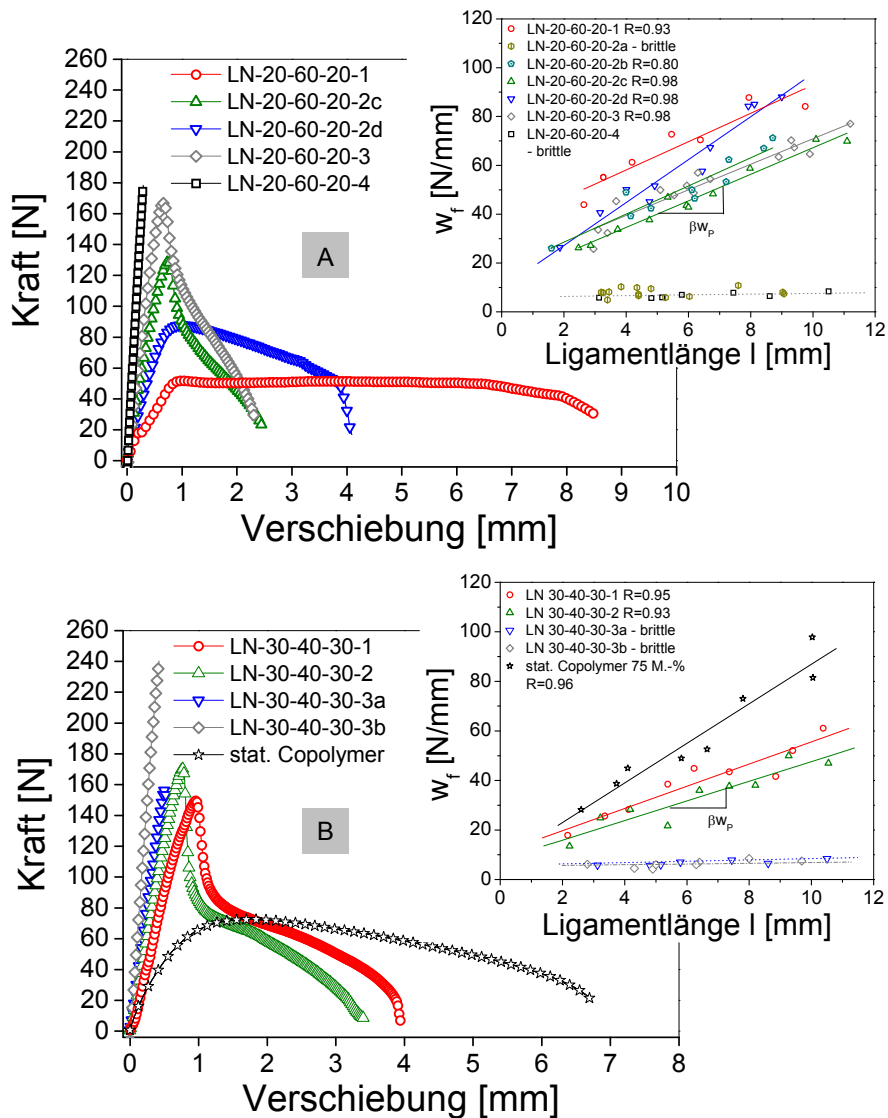 260
240
220
200
180
160
140
120
100
80
60
40
20
0
Kraft [N]
LN-20-60-20-1
LN-20-60-20-2c
LN-20-60-20-2d
LN-20-60-20-3
LN-20-60-20-4
A
0 1 2 3 4 5 6 7 8 9 10
Verschiebung [mm]
120
100
80
60
40
20
0
w_f [N/mm]
LN-20-60-20-1 R=0.93
LN-20-60-20-2a - brittle
LN-20-60-20-2b R=0.80
LN-20-60-20-2c R=0.98
LN-20-60-20-2d R=0.98
LN-20-60-20-3 R=0.98
LN-20-60-20-4
- brittle
βw_P
0 2 4 6 8 10 12
Ligamentlänge l [mm]
260
240
220
200
180
160
140
120
100
80
60
40
20
0
Kraft [N]
LN-30-40-30-1
LN-30-40-30-2
LN-30-40-30-3a
LN-30-40-30-3b
stat. Copolymer
B
0 1 2 3 4 5 6 7 8
Verschiebung [mm]
120
100
80
60
40
20
0
w_f [N/mm]
LN 30-40-30-1 R=0.95
LN 30-40-30-2 R=0.93
LN 30-40-30-3a - brittle
LN 30-40-30-3b - brittle
stat. Copolymer 75 M.-%
R=0.96
βw_P
0 2 4 6 8 10 12
Ligamentlänge l [mm]